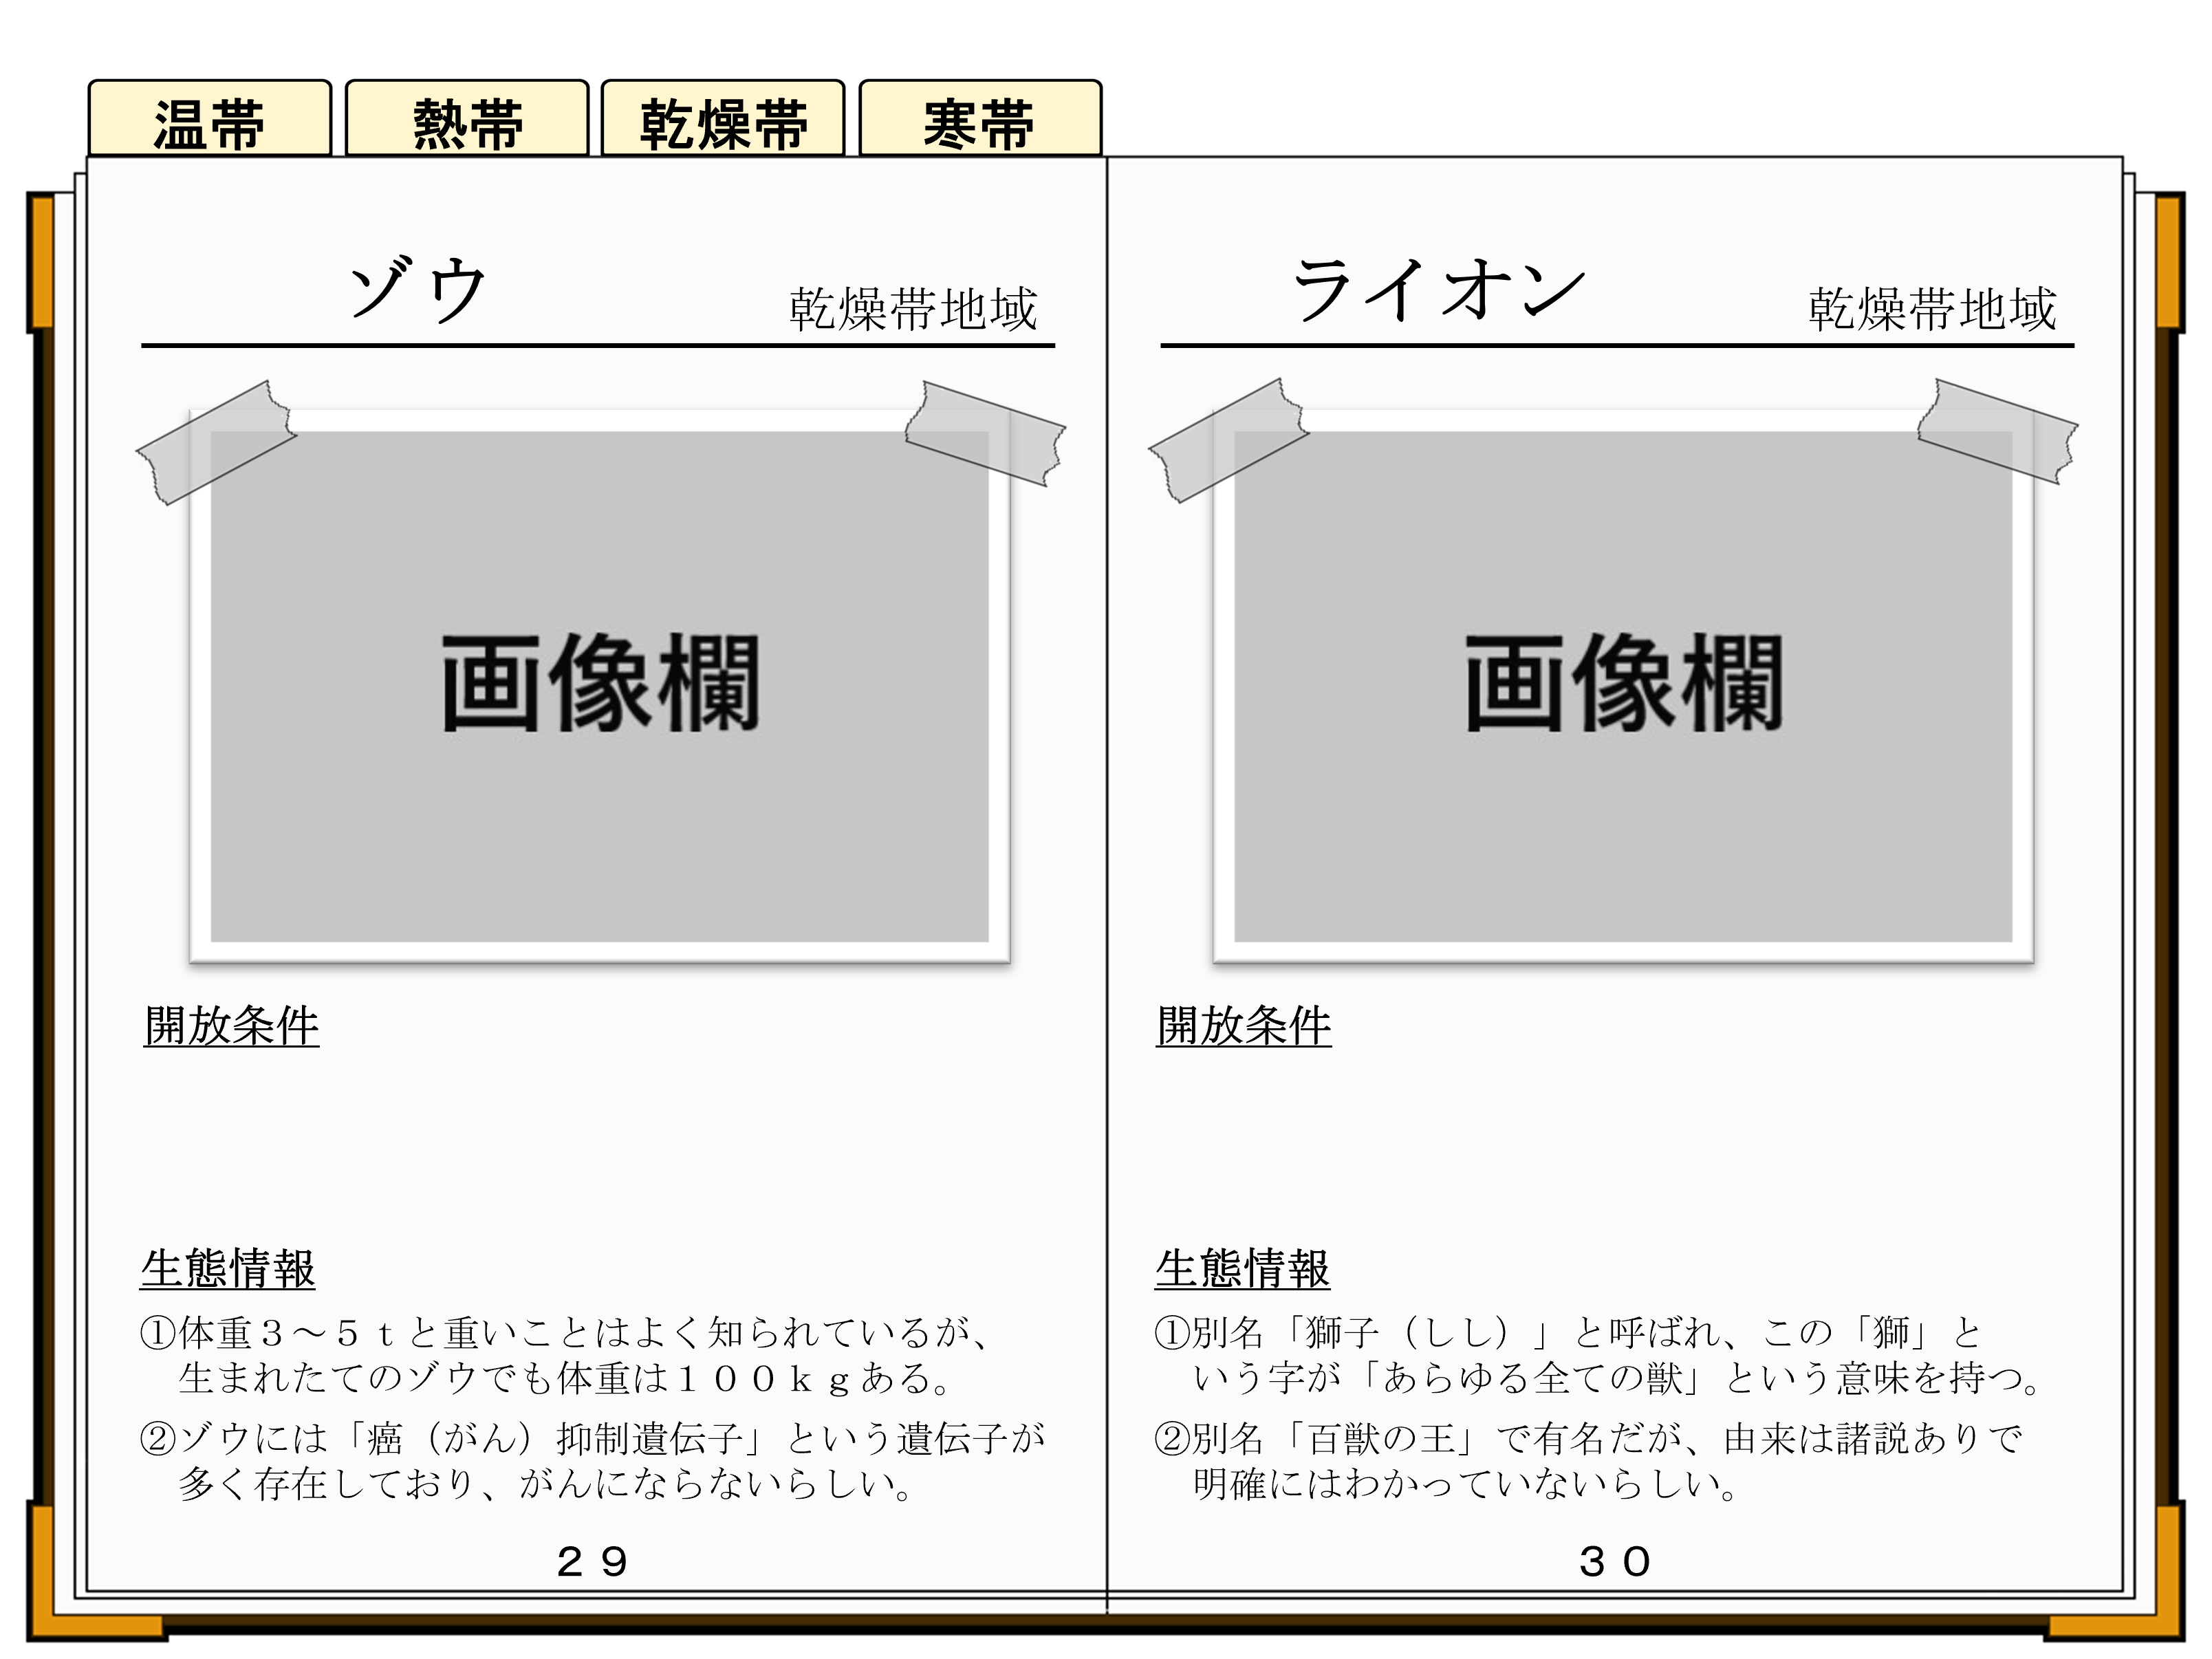 温帯
熱帯
乾燥帯
寒帯
ゾウ
乾燥帯地域
画像欄
開放条件
生態情報
①体重３～５ｔと重いことはよく知られているが、
生まれたてのゾウでも体重は１００ｋｇある。
②ゾウには「癌（がん）抑制遺伝子」という遺伝子が
多く存在しており、がんにならないらしい。
２９
ライオン
乾燥帯地域
画像欄
開放条件
生態情報
①別名「獅子（しし）」と呼ばれ、この「獅」と
いう字が「あらゆる全ての獣」という意味を持つ。
②別名「百獣の王」で有名だが、由来は諸説ありで
明確にはわかっていないらしい。
３０